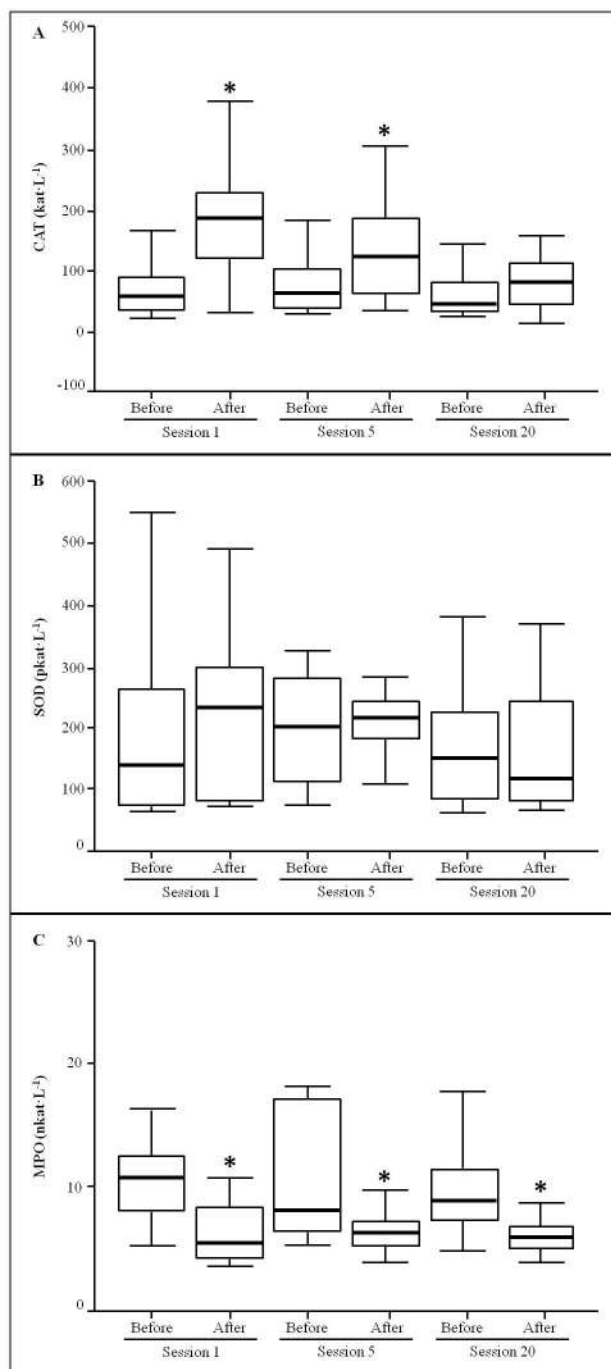 A
500
400
300
200
100
0
-100
CAT (kat·L-1)
*
*
Before After Before After Before After
Session 1 Session 5 Session 20
B
600
500
400
300
200
100
0
SOD (pkat·L-1)
Before After Before After Before After
Session 1 Session 5 Session 20
C
30
20
10
0
MPO (nkat·L-1)
*
*
*
Before After Before After Before After
Session 1 Session 5 Session 20